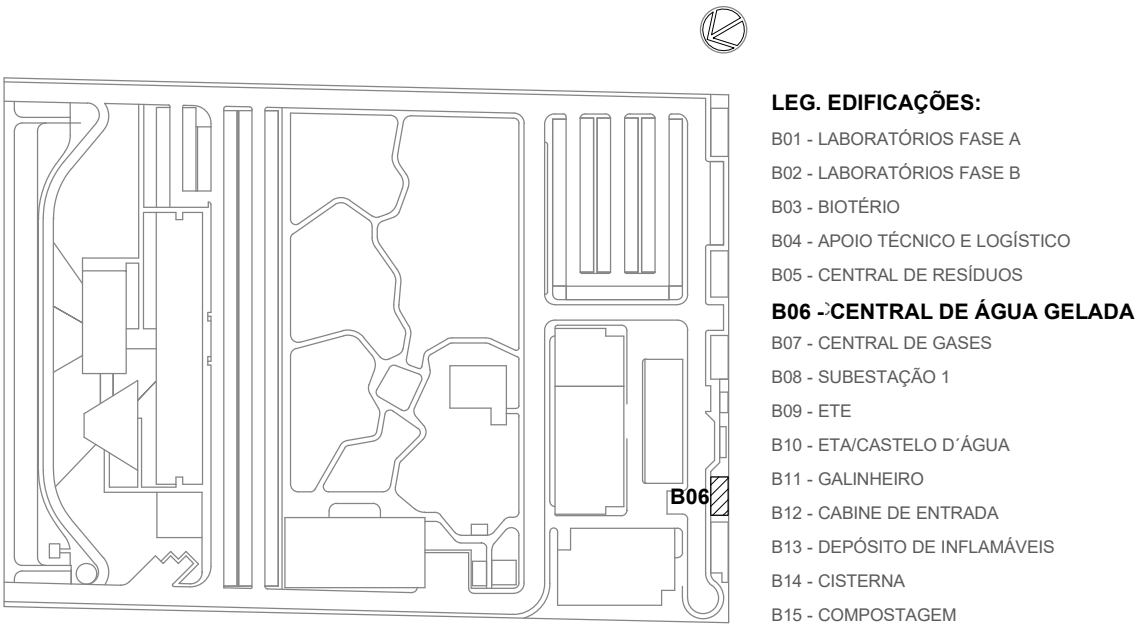 LEG. EDIFICAÇÕES:
B01 - LABORATÓRIOS FASE A
B02 - LABORATÓRIOS FASE B
B03 - BIOTÉRIO
B04 - APOIO TÉCNICO E LOGÍSTICO
B05 - CENTRAL DE RESÍDUOS
B06 - CENTRAL DE ÁGUA GELADA
B07 - CENTRAL DE GASES
B08 - SUBESTAÇÃO 1
B09 - ETE
B10 - ETA/CASTELO D´ÁGUA
B11 - GALINHEIRO
B12 - CABINE DE ENTRADA
B13 - DEPÓSITO DE INFLAMÁVEIS
B14 - CISTERNA
B15 - COMPOSTAGEM
B06